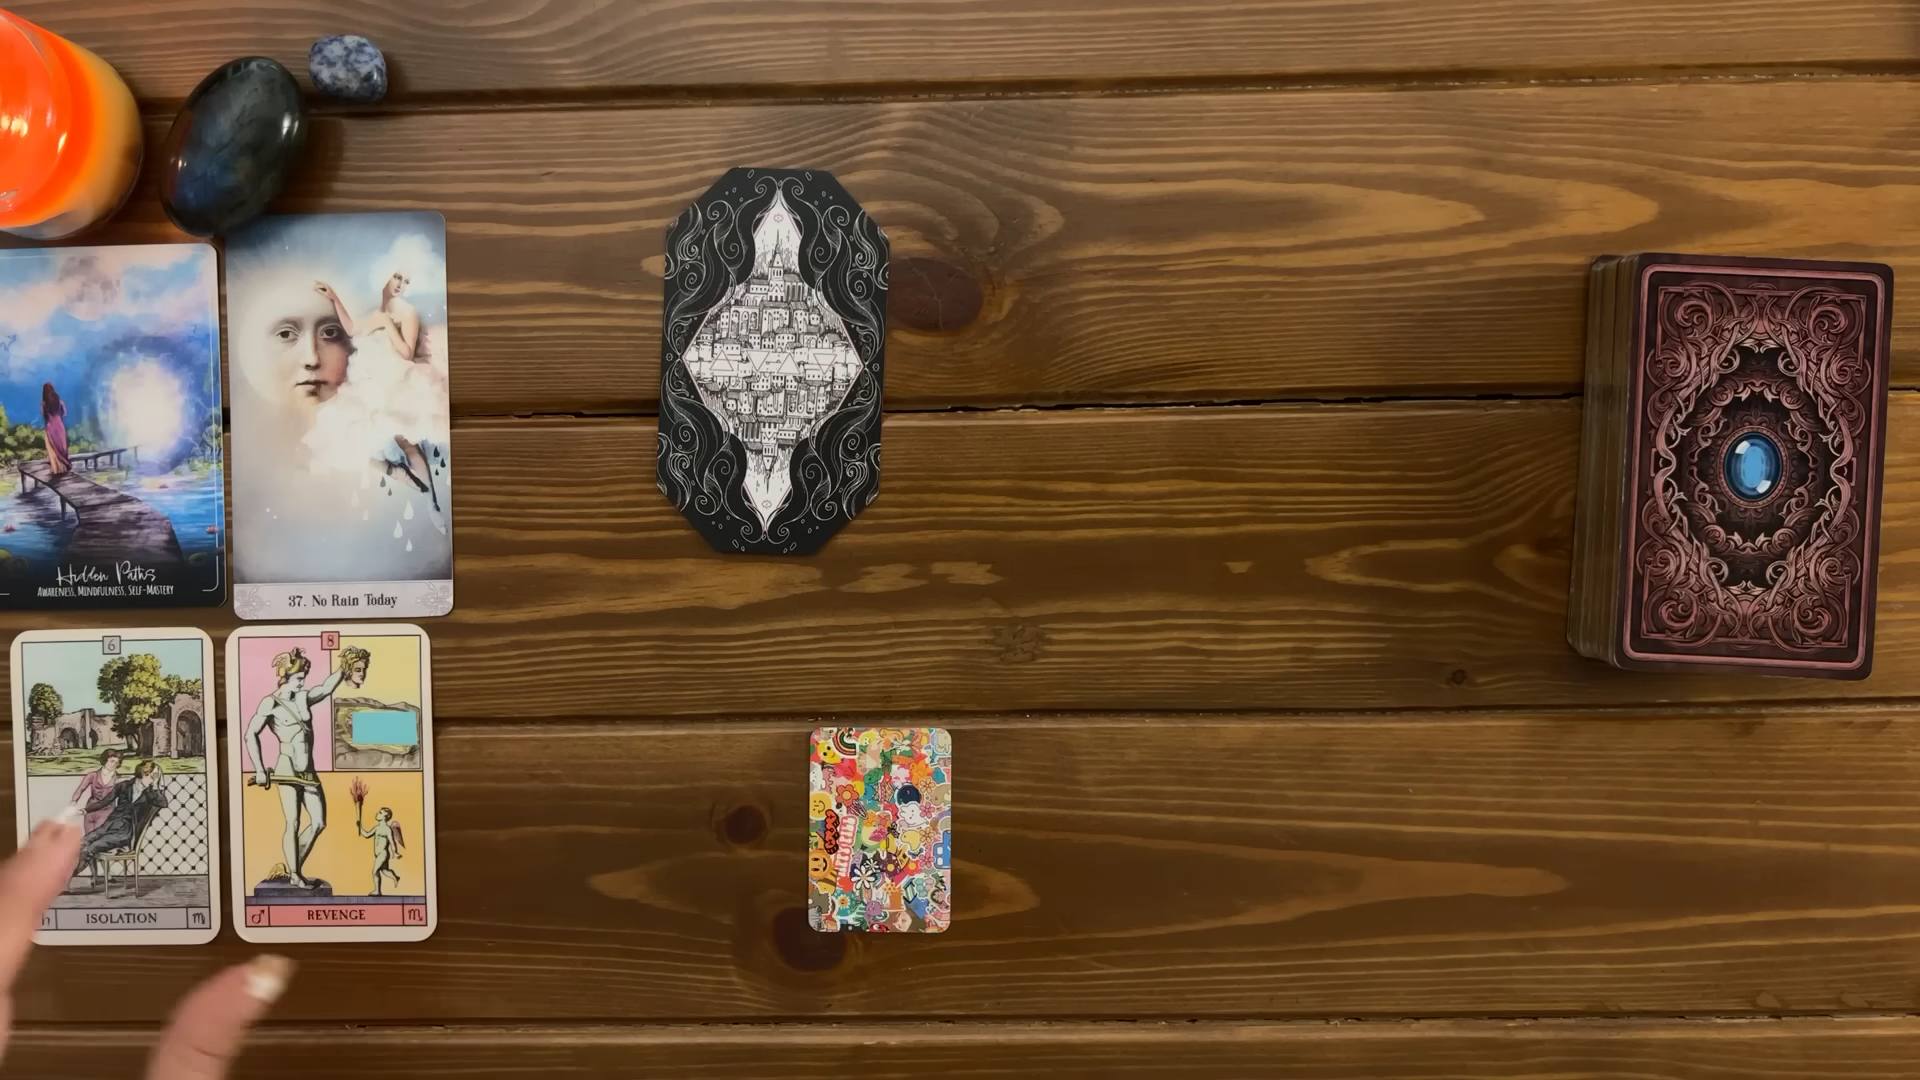 Hidden Paths
AWARENESS, MINDFULNESS, SELF-MASTERY
37. No Rain Today
6
8
ISOLATION
REVENGE